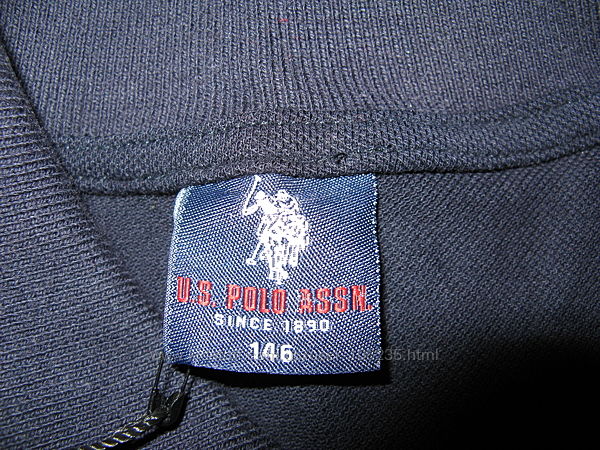 U.S. POLO ASSN.
SINCE 1890
146